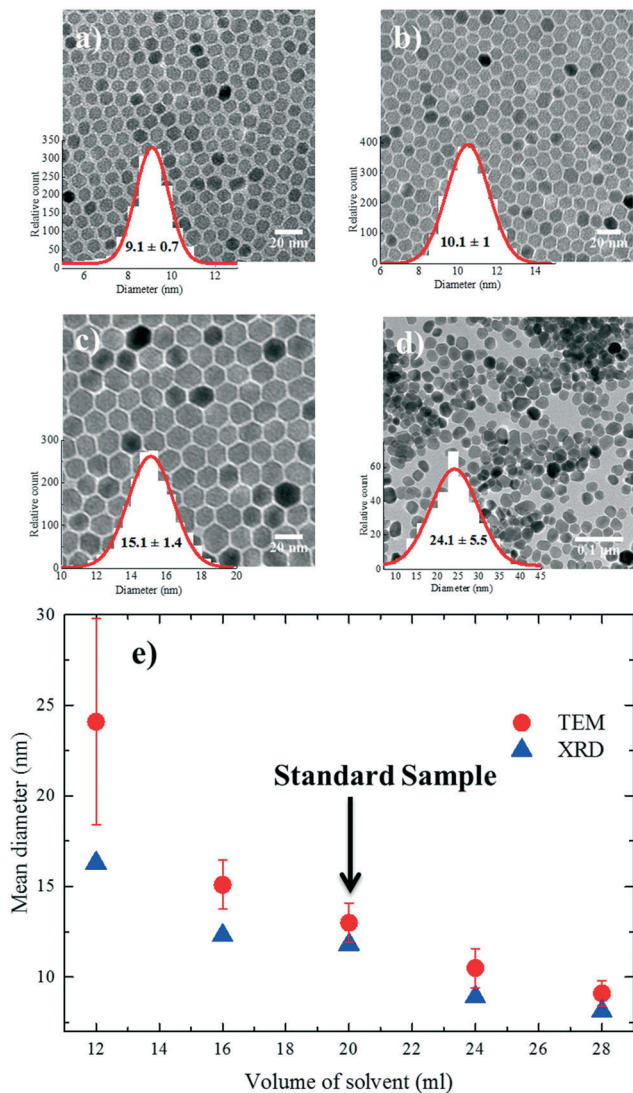 a)
350
300
250
200
150
100
50
0
Relative count
9.1 ± 0.7
6 8 10 12
Diameter (nm)
20 nm
b)
400
300
200
100
0
Relative count
10.1 ± 1
6 8 10 12 14
Diameter (nm)
20 nm
c)
300
200
100
0
Relative count
15.1 ± 1.4
10 12 14 16 18 20
Diameter (nm)
20 nm
d)
60
40
20
0
Relative count
24.1 ± 5.5
10 15 20 25 30 35 40 45
Diameter (nm)
0.1 µm
e)
30
25
20
15
10
Mean diameter (nm)
TEM
XRD
Standard Sample
12 14 16 18 20 22 24 26 28
Volume of solvent (ml)